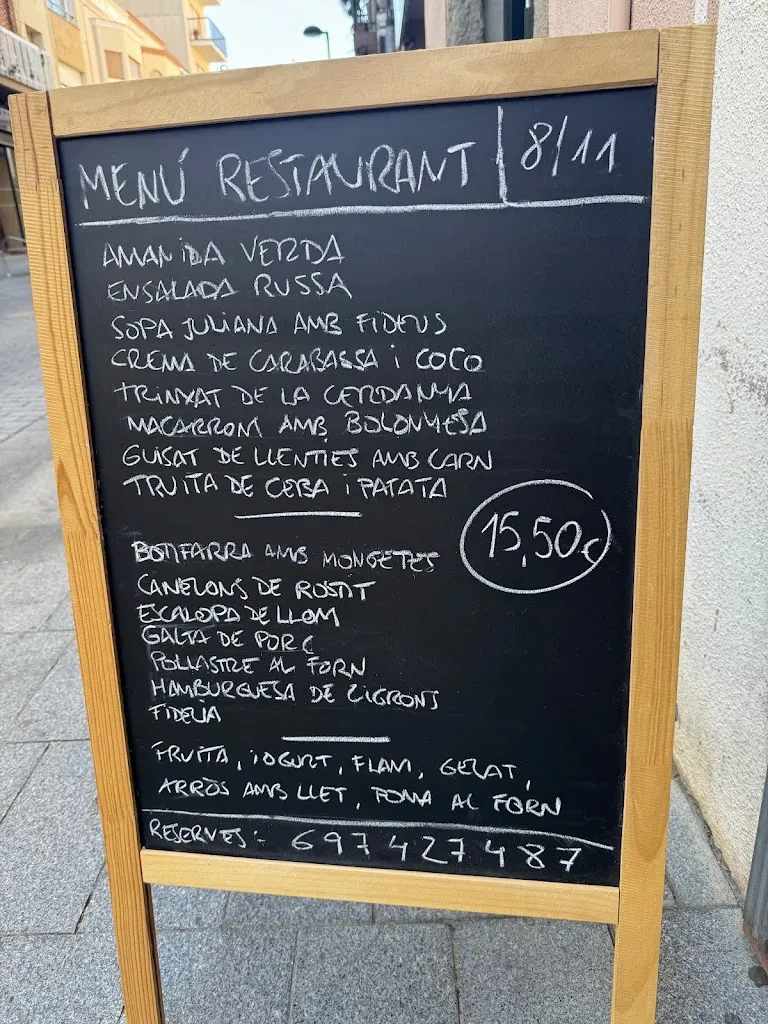 MENÚ RESTAURANT 8/11
AMANIDA VERDA
ENSALADA RUSSA
SOPA JULIANA AMB FIDEUS
CREMA DE CARABASSA i COCO
TRINXAT DE LA CERDANYA
MACARRONS AMB BOLONYESA
GUISAT DE LLENTIES AMB CARN
TRUITA DE CEBA i PATATA
15,50€
BOTIFARRA AMB MONGETES
CANELONS DE ROSTIT
ESCALOPA DE LLOM
GALTA DE PORC
POLLASTRE AL FORN
HAMBURGUESA DE CIGRONS
FIDEUA
FRUITA, IOGURT, FLAM, GELAT,
ARRÒS AMB LLET, POMA AL FORN
RESERVES: 697427487